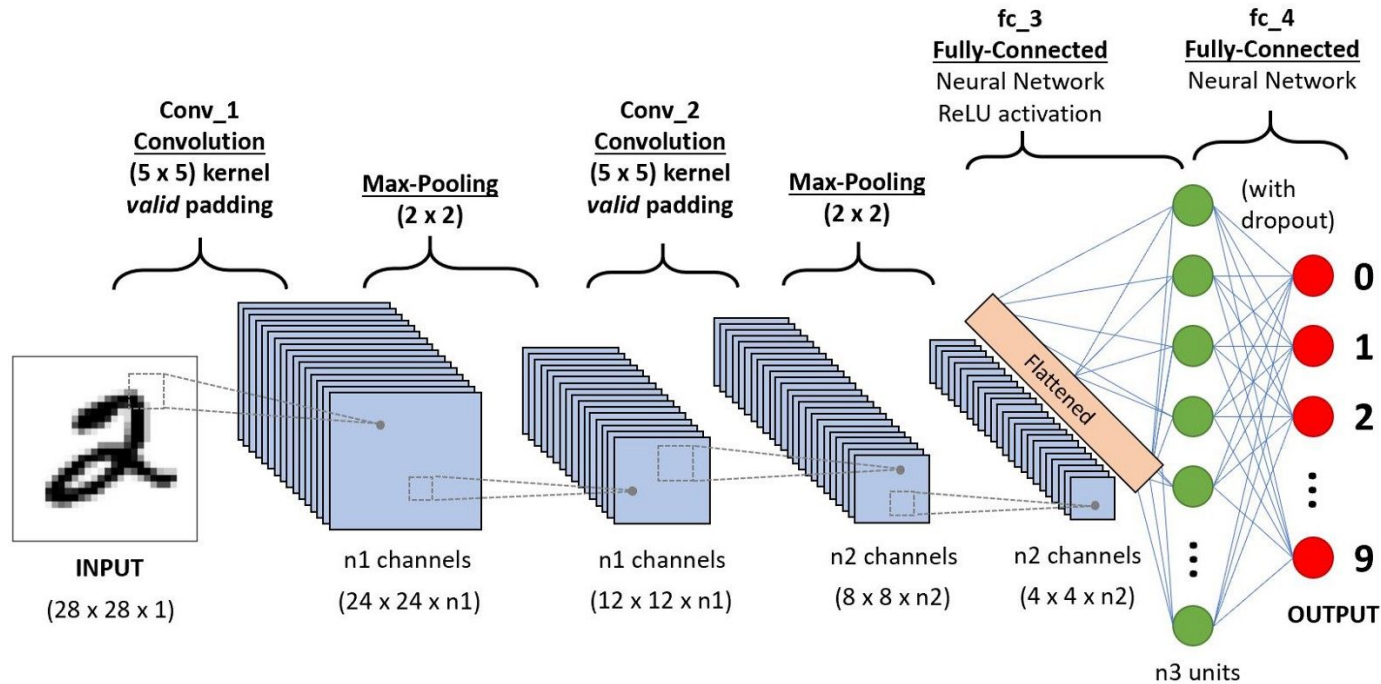 Conv_1
Convolution
(5 x 5) kernel
valid padding
Max-Pooling
(2 x 2)
Conv_2
Convolution
(5 x 5) kernel
valid padding
Max-Pooling
(2 x 2)
fc_3
Fully-Connected
Neural Network
ReLU activation
fc_4
Fully-Connected
Neural Network
(with
dropout)
2
INPUT
(28 x 28 x 1)
n1 channels
(24 x 24 x n1)
n1 channels
(12 x 12 x n1)
n2 channels
(8 x 8 x n2)
n2 channels
(4 x 4 x n2)
Flattened
n3 units
0
1
2
9
OUTPUT